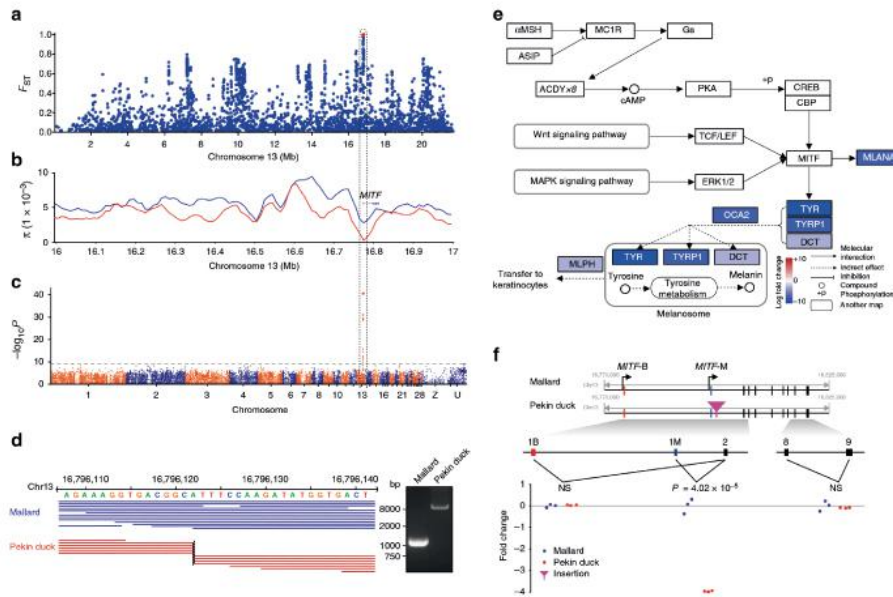 a
FST
1.0
0.8
0.6
0.4
0.2
0.0
2 4 6 8 10 12 14 16 18 20
Chromosome 13 (Mb)
b
π (1 × 10⁻³)
10
5
0
MITF
16 16.1 16.2 16.3 16.4 16.5 16.6 16.7 16.8 16.9 17
Chromosome 13 (Mb)
c
−log₁₀P
40
30
20
10
0
1 2 3 4 5 6 7 8 10 12 13 16 21 28 Z U
Chromosome
d
16,796,110 16,796,120 16,796,130 16,796,140
Chr13
AGAAAGGTGACGGCATTTCCAAGATATGGTGACT
Mallard
Pekin duck
bp
8000
2000
1000
750
Mallard
Pekin duck
e
αMSH
MC1R
Gs
ASIP
ACDYx8
cAMP
PKA
+P
CREB
CBP
Wnt signaling pathway
TCF/LEF
MITF
MLANA
MAPK signaling pathway
ERK1/2
OCA2
TYR
TYRP1
DCT
MLPH
TYR
TYRP1
DCT
Transfer to
keratinocytes
Tyrosine
Tyrosine
metabolism
Melanin
Melanosome
Log fold change
+10
0
-10
Molecular
interaction
Indirect effect
Inhibition
Compound
+P
Phosphorylation
Another map
f
MITF-B
MITF-M
Mallard
Pekin duck
1B
1M
2
8
9
NS
P = 4.02 × 10⁻⁵
NS
Fold change
1
0
−1
−2
−3
−4
Mallard
Pekin duck
Insertion